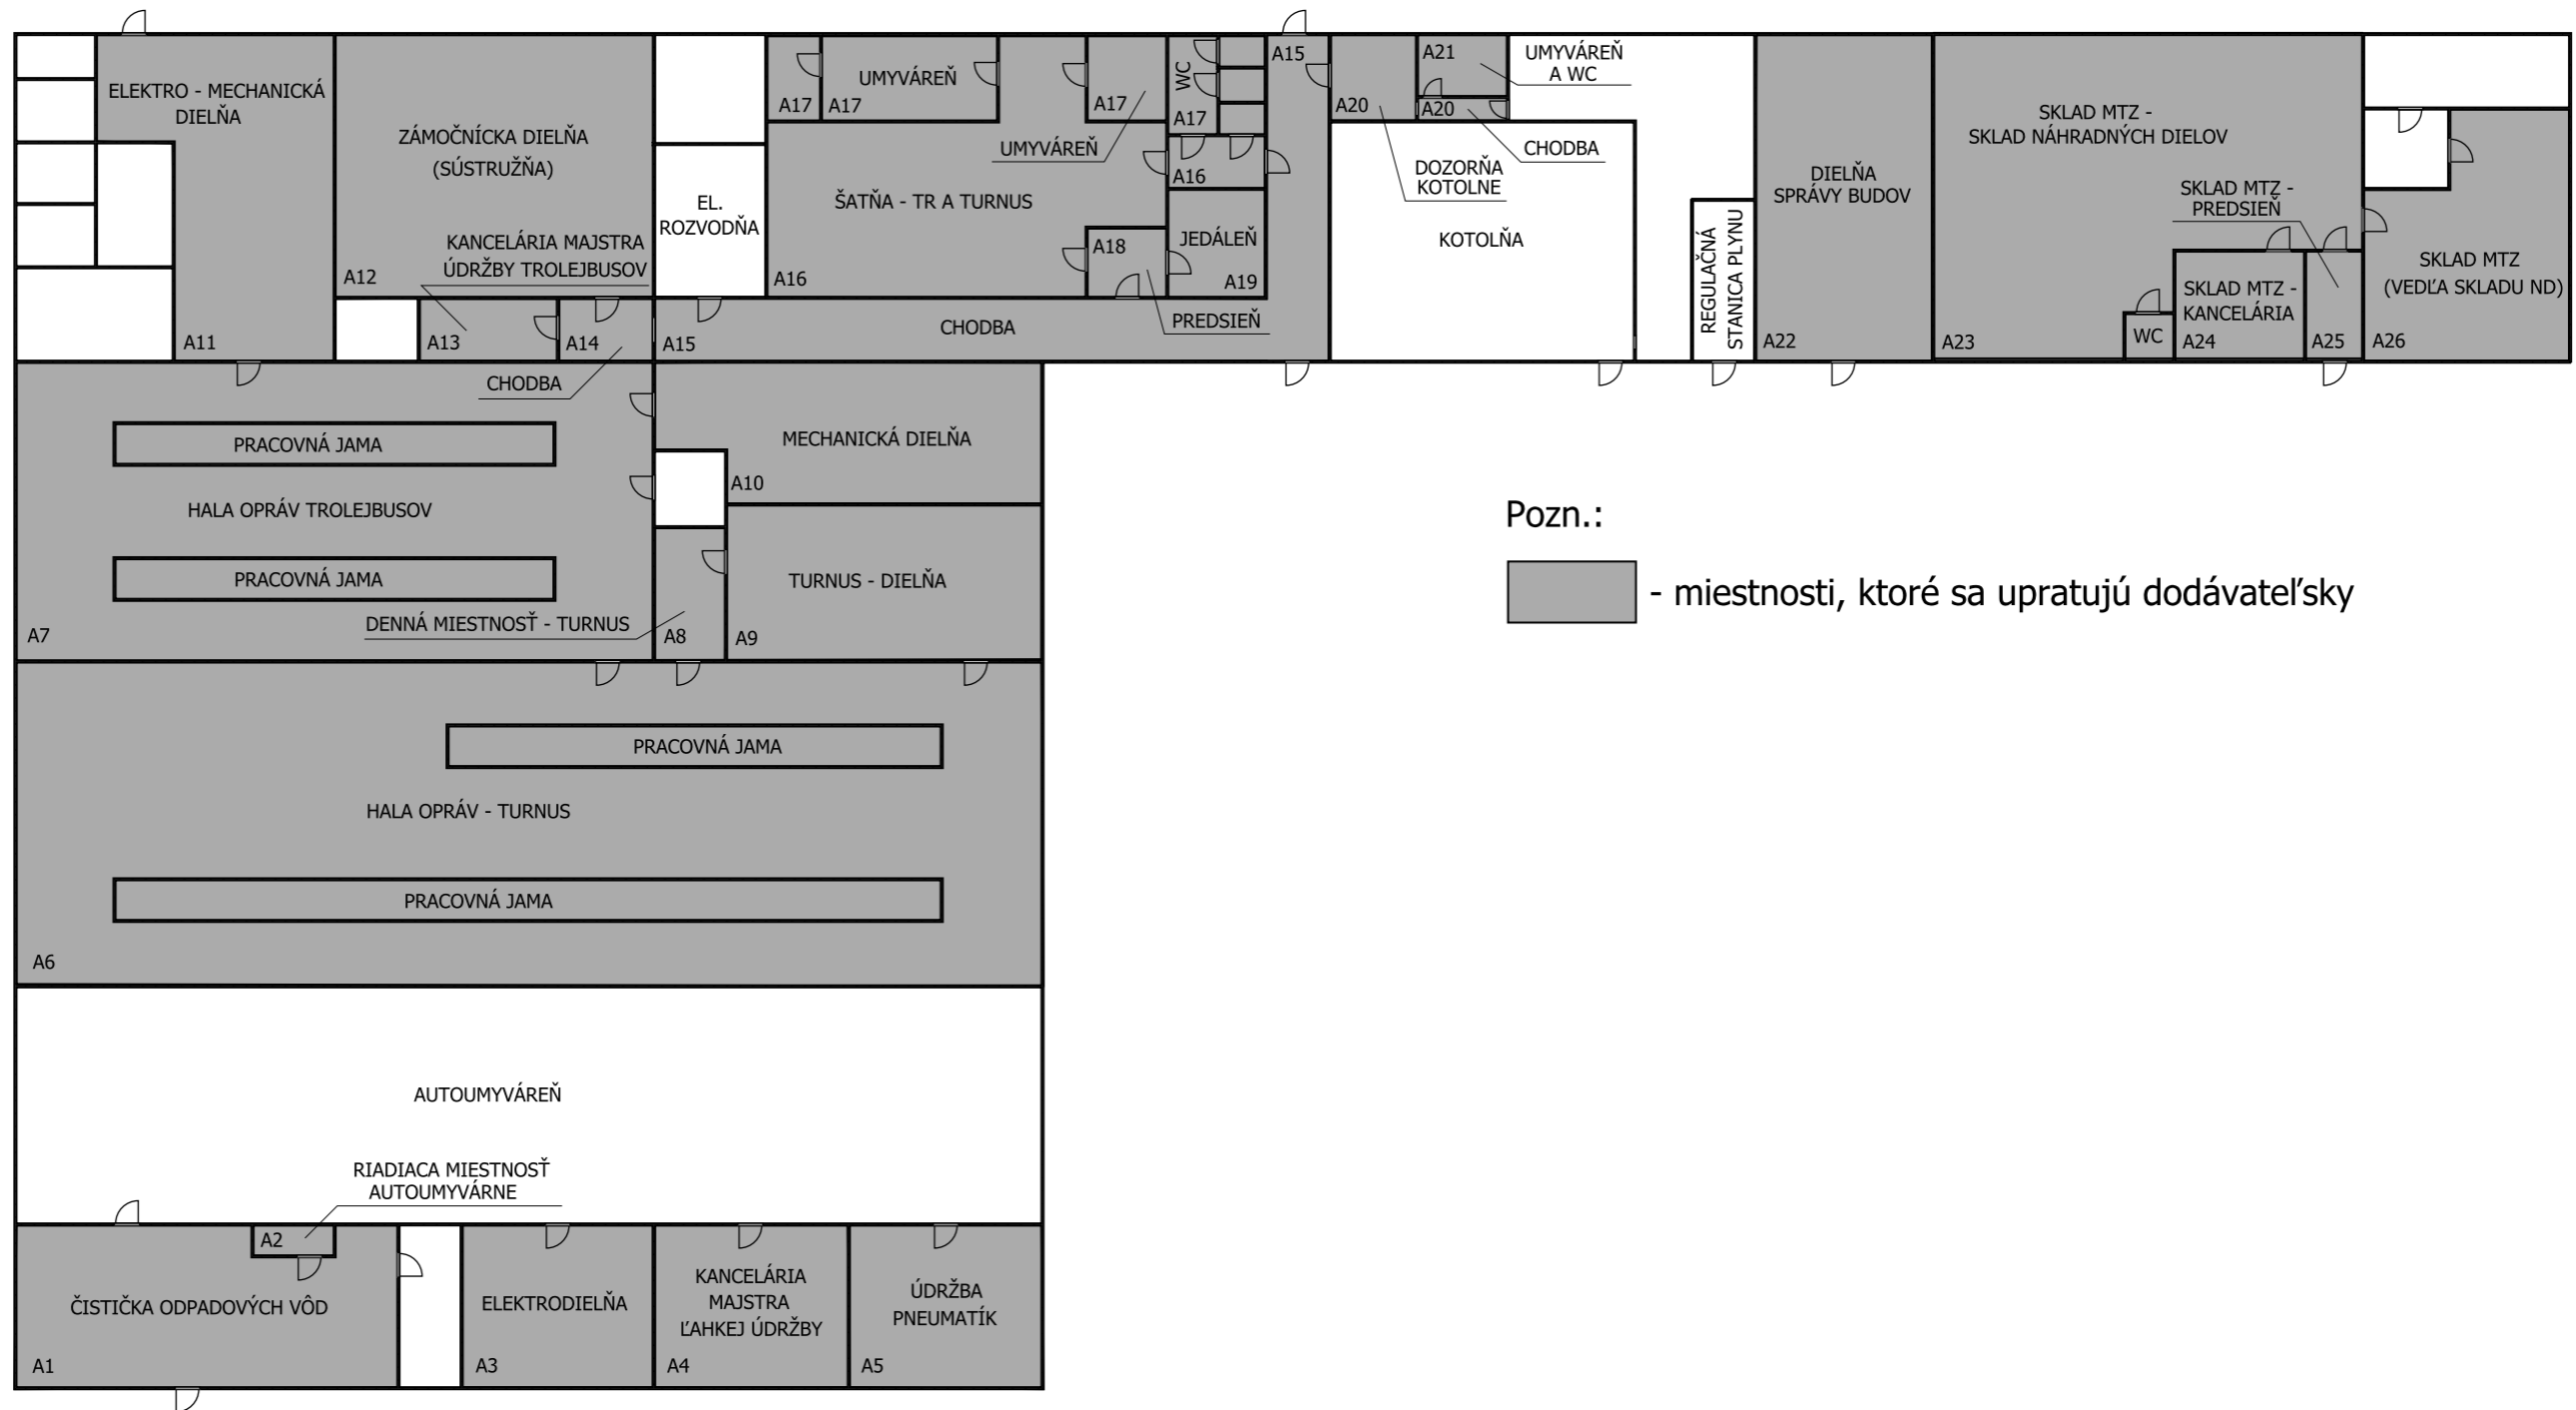 ELEKTRO - MECHANICKÁ
DIELŇA
A11
ZÁMOČNÍCKA DIELŇA
(SÚSTRUŽŇA)
A12
KANCELÁRIA MAJSTRA
ÚDRŽBY TROLEJBUSOV
A13
A14
CHODBA
EL.
ROZVODŇA
A17
UMYVÁREŇ
A17
A17
UMYVÁREŇ
WC
A17
A16
ŠATŇA - TR A TURNUS
A16
A18
PREDSIEŇ
JEDÁLEŇ
A19
A15
CHODBA
A15
A20
DOZORŇA
KOTOLNE
A21
UMYVÁREŇ
A WC
A20
CHODBA
KOTOLŇA
REGULAČNÁ
STANICA PLYNU
DIELŇA
SPRÁVY BUDOV
A22
SKLAD MTZ -
SKLAD NÁHRADNÝCH DIELOV
A23
SKLAD MTZ -
PREDSIEŇ
WC
SKLAD MTZ -
KANCELÁRIA
A24
A25
SKLAD MTZ
(VEDĽA SKLADU ND)
A26
PRACOVNÁ JAMA
HALA OPRÁV TROLEJBUSOV
PRACOVNÁ JAMA
A7
MECHANICKÁ DIELŇA
A10
DENNÁ MIESTNOSŤ - TURNUS
A8
TURNUS - DIELŇA
A9
Pozn.:
- miestnosti, ktoré sa upratujú dodávateľsky
PRACOVNÁ JAMA
HALA OPRÁV - TURNUS
PRACOVNÁ JAMA
A6
AUTOUMYVÁREŇ
RIADIACA MIESTNOSŤ
AUTOUMYVÁRNE
A2
ČISTIČKA ODPADOVÝCH VÔD
A1
ELEKTRODIELŇA
A3
KANCELÁRIA
MAJSTRA
ĽAHKEJ ÚDRŽBY
A4
ÚDRŽBA
PNEUMATÍK
A5